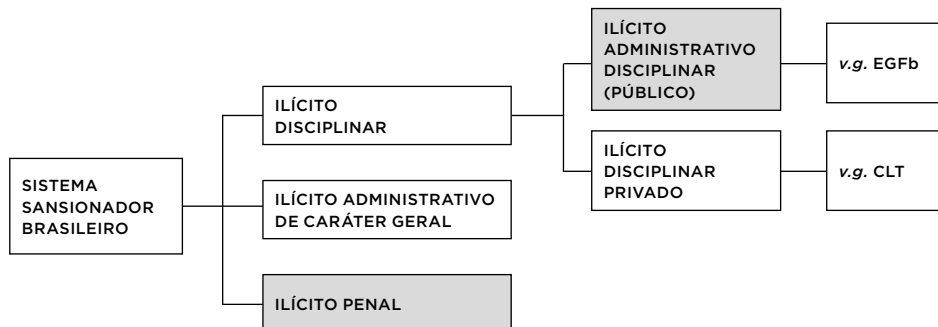 SISTEMA
SANSIONADOR
BRASILEIRO
ILÍCITO
DISCIPLINAR
ILÍCITO ADMINISTRATIVO
DE CARÁTER GERAL
ILÍCITO PENAL
ILÍCITO
ADMINISTRATIVO
DISCIPLINAR
(PÚBLICO)
ILÍCITO
DISCIPLINAR
PRIVADO
v.g. EGFb
v.g. CLT